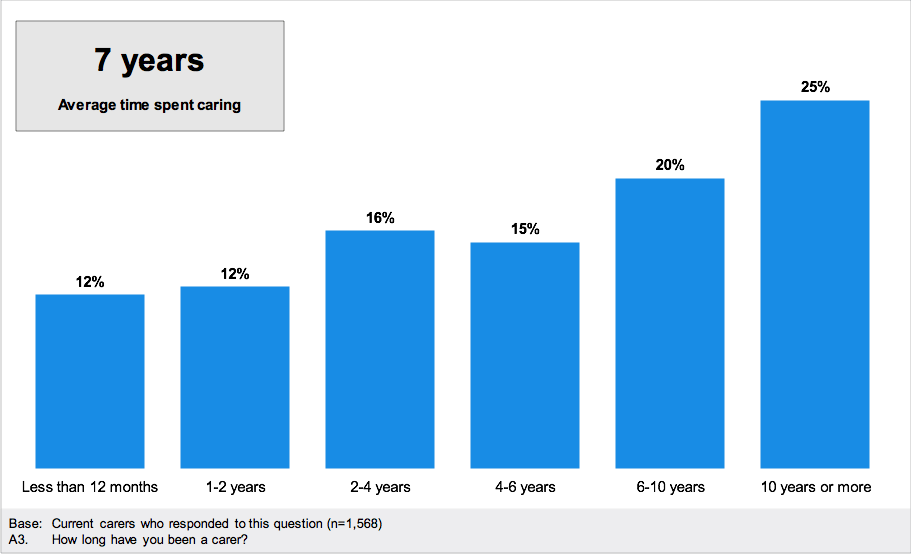 7 years
Average time spent caring
12%
12%
16%
15%
20%
25%
Less than 12 months
1-2 years
2-4 years
4-6 years
6-10 years
10 years or more
Base: Current carers who responded to this question (n=1,568)
A3. How long have you been a carer?